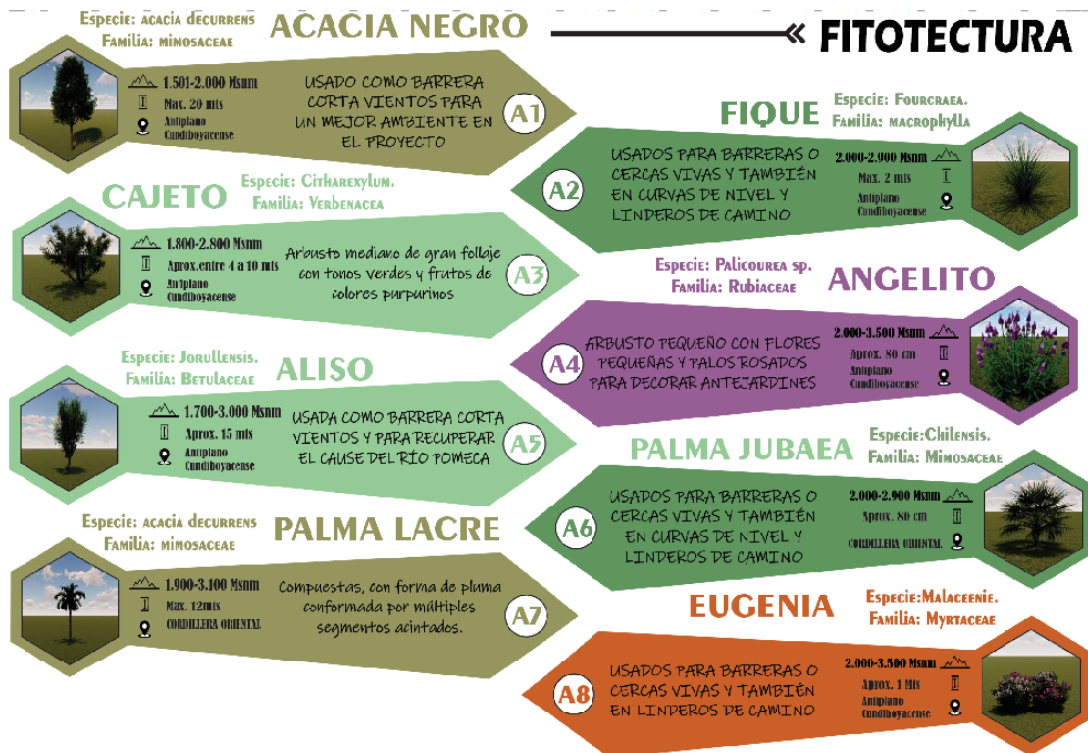 FITOTECTURA
Especie: acacia decurrens
Familia: mimosaceae
ACACIA NEGRO
1.501-2.000 Msnm
Max. 20 mts
Antiplano
Cundiboyacense
USADO COMO BARRERA
CORTA VIENTOS PARA
UN MEJOR AMBIENTE EN
EL PROYECTO
A1
FIQUE
Especie: Fourcraea.
Familia: macrophylla
A2
USADOS PARA BARRERAS O
CERCAS VIVAS Y TAMBIÉN
EN CURVAS DE NIVEL Y
LINDEROS DE CAMINO
2.000-2.900 Msnm
Max. 2 mts
Antiplano
Cundiboyacense
CAJETO
Especie: Citharexylum.
Familia: Verbenacea
1.800-2.800 Msnm
Aprox.entre 4 a 10 mts
An1plano
Cundiboyacense
Arbusto mediano de gran follaje
con tonos verdes y frutos de
colores purpurinos
A3
Especie: Palicourea sp.
Familia: Rubiaceae
ANGELITO
A4
ARBUSTO PEQUEÑO CON FLORES
PEQUEÑAS Y PALOS ROSADOS
PARA DECORAR ANTEJARDINES
2.000-3.500 Msnm
Aprox. 80 cm
Antiplano
Cundiboyacense
Especie: Jorullensis.
Familia: Betulaceae
ALISO
1.700-3.000 Msnm
Aprox. 15 mts
Antiplano
Cundiboyacense
USADA COMO BARRERA CORTA
VIENTOS Y PARA RECUPERAR
EL CAUSE DEL RÍO POMECA
A5
PALMA JUBAEA
Especie:Chilensis.
Familia: Mimosaceae
A6
USADOS PARA BARRERAS O
CERCAS VIVAS Y TAMBIÉN
EN CURVAS DE NIVEL Y
LINDEROS DE CAMINO
2.000-2.900 Msnm
Aprox. 80 cm
CORDILLERA ORIENTAL
Especie: acacia decurrens
Familia: mimosaceae
PALMA LACRE
1.900-3.100 Msnm
Max. 12mts
CORDILLERA ORIENTAL
Compuestas, con forma de pluma
conformada por múltiples
segmentos acintados.
A7
EUGENIA
Especie:Malaceenie.
Familia: Myrtaceae
A8
USADOS PARA BARRERAS O
CERCAS VIVAS Y TAMBIÉN
EN LINDEROS DE CAMINO
2.000-3.500 Msnm
Aprox. 1 Mts
Antiplano
Cundiboyacense